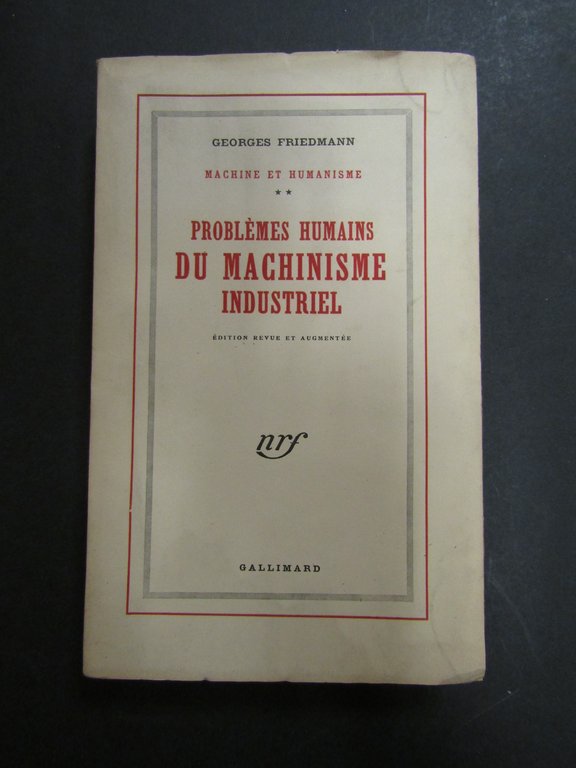 GEORGES FRIEDMANN
MACHINE ET HUMANISME
★★
PROBLÈMES HUMAINS
DU MACHINISME
INDUSTRIEL
ÉDITION REVUE ET AUGMENTÉE
nrf
GALLIMARD